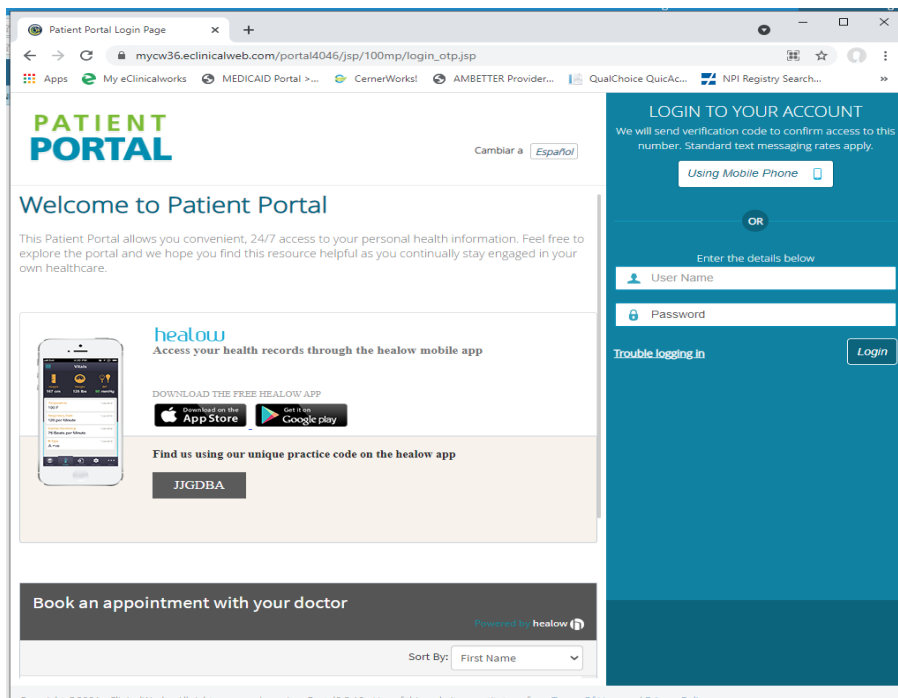 Patient Portal Login Page
mycw36.eclinicalweb.com/portal4046/jsp/100mp/login_otp.jsp
Apps My eClinicalworks MEDICAID Portal >... CernerWorks! AMBETTER Provider... QualChoice QuicAc... NPI Registry Search... »
PATIENT
PORTAL
Cambiar a Español
Welcome to Patient Portal
This Patient Portal allows you convenient, 24/7 access to your personal health information. Feel free to
explore the portal and we hope you find this resource helpful as you continually stay engaged in your
own healthcare.
healow
Access your health records through the healow mobile app
DOWNLOAD THE FREE HEALOW APP
Download on the
App Store
Get it on
Google play
Find us using our unique practice code on the healow app
JJGDBA
Vitals
Book an appointment with your doctor
Powered by healow
Sort By: First Name
LOGIN TO YOUR ACCOUNT
We will send verification code to confirm access to this
number. Standard text messaging rates apply.
Using Mobile Phone
OR
Enter the details below
User Name
Password
Trouble logging in
Login